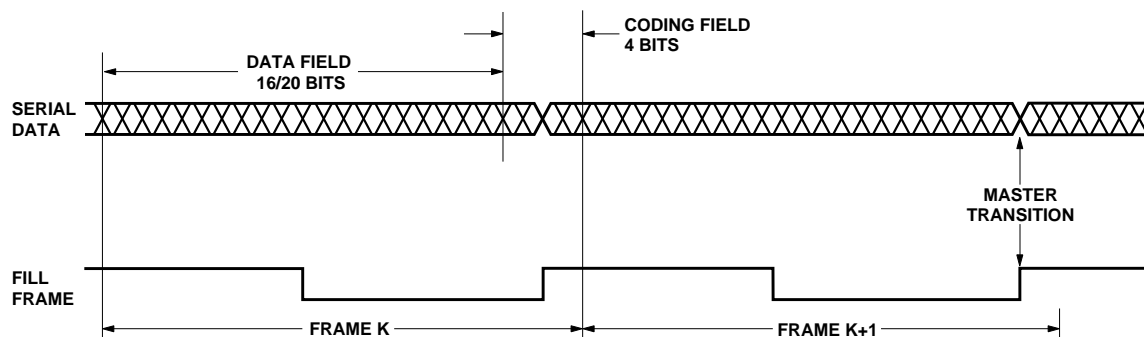 CODING FIELD
4 BITS
DATA FIELD
16/20 BITS
SERIAL
DATA
MASTER
TRANSITION
FILL
FRAME
FRAME K
FRAME K+1